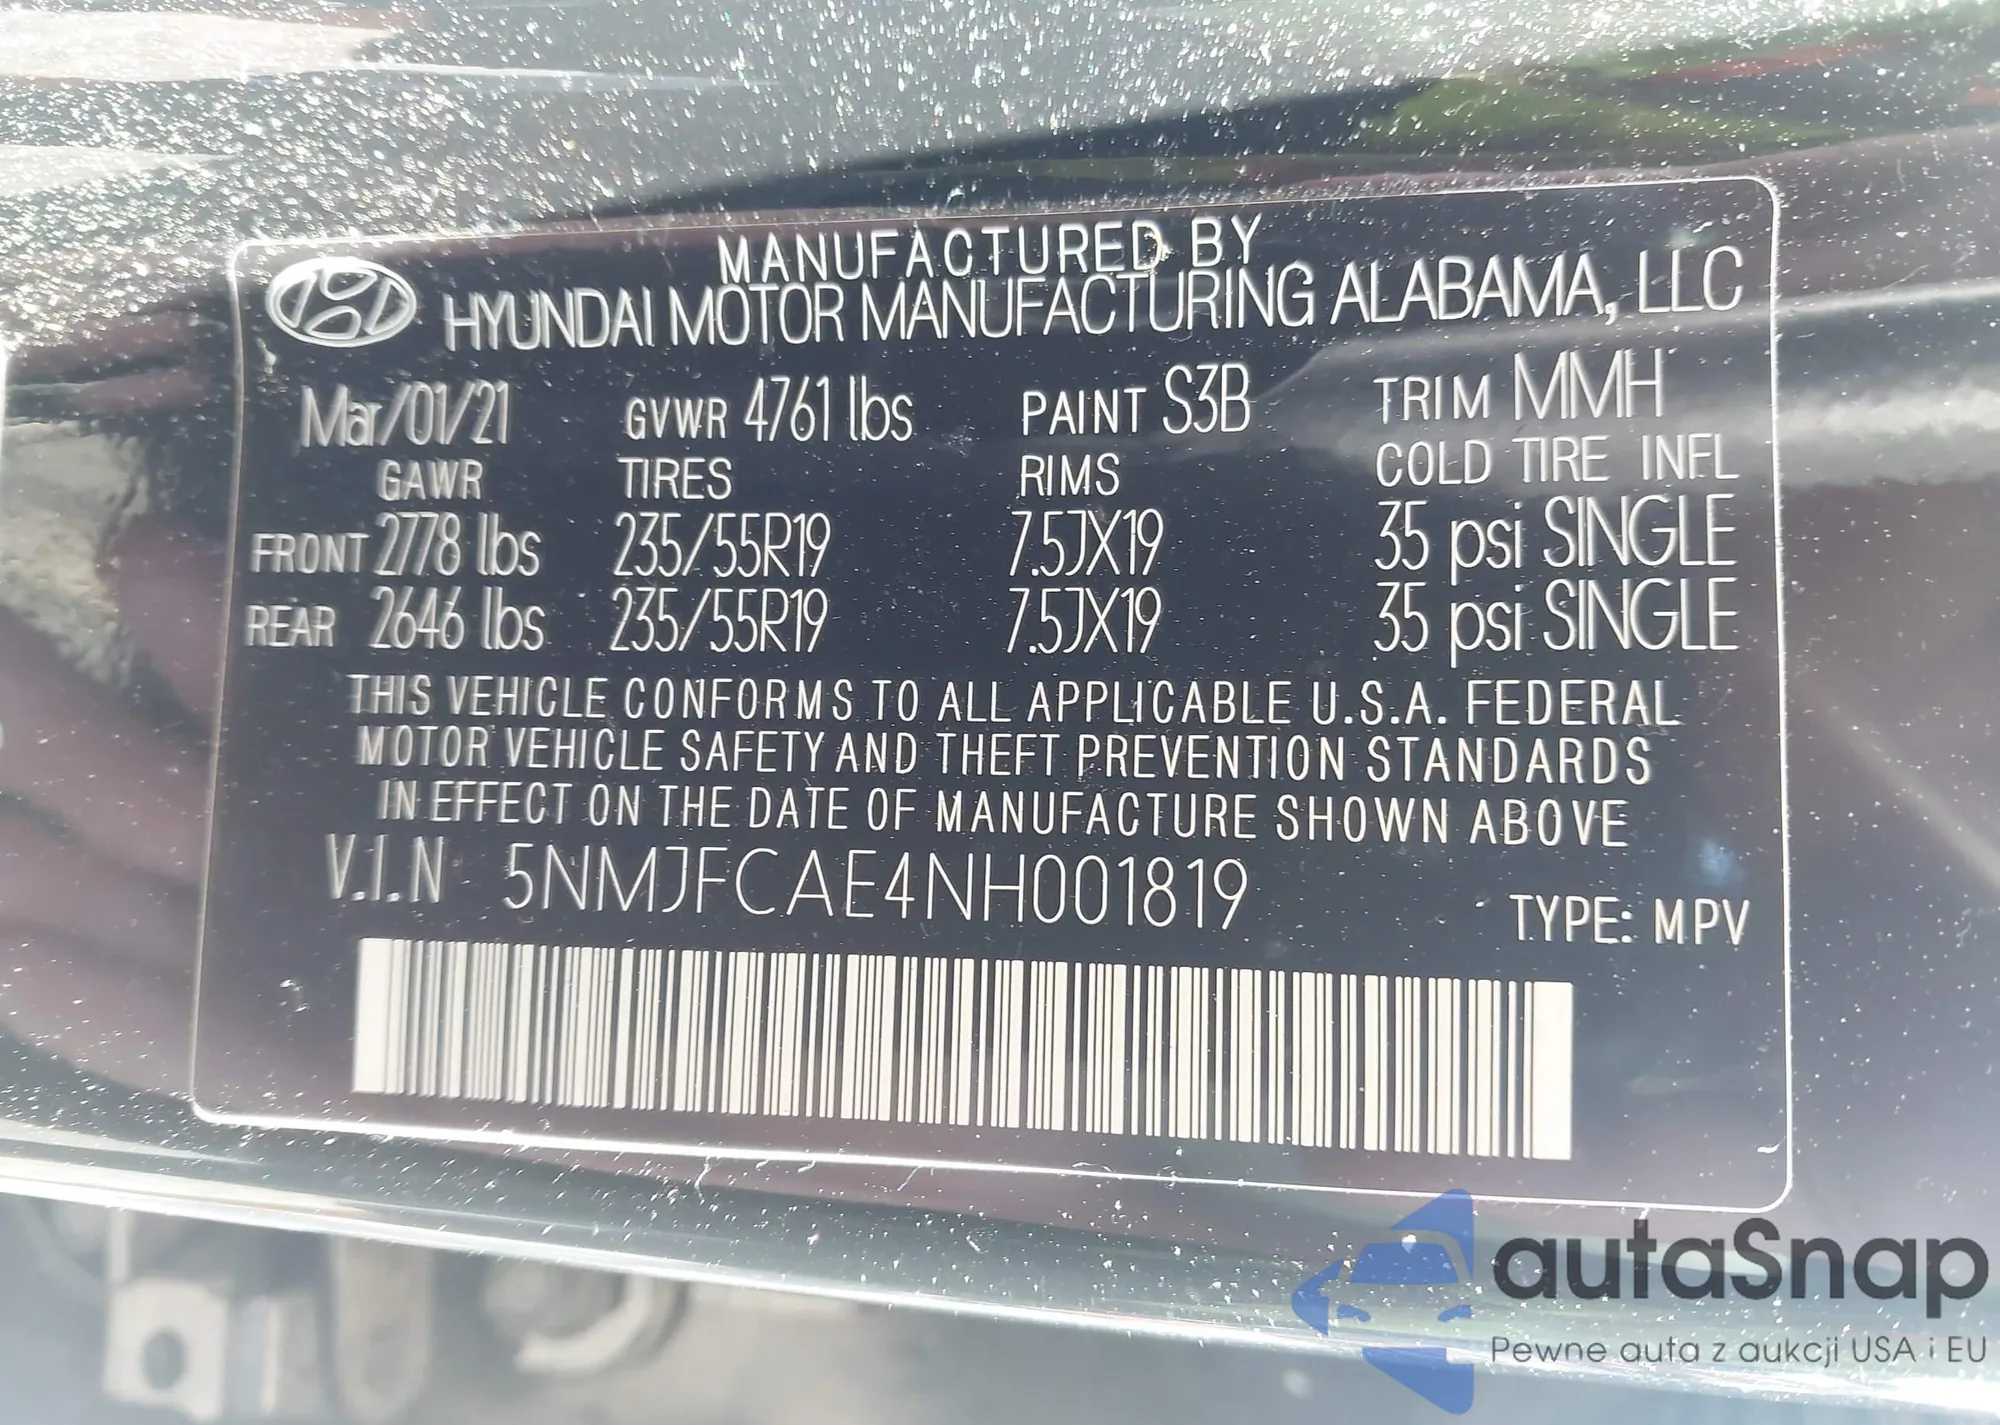 MANUFACTURED BY
HYUNDAI MOTOR MANUFACTURING ALABAMA, LLC
Mar/01/21 GVWR 4761 lbs PAINT S3B TRIM MMH
GAWR TIRES RIMS COLD TIRE INFL
FRONT 2778 lbs 235/55R19 7.5JX19 35 psi SINGLE
REAR 2646 lbs 235/55R19 7.5JX19 35 psi SINGLE
THIS VEHICLE CONFORMS TO ALL APPLICABLE U.S.A. FEDERAL
MOTOR VEHICLE SAFETY AND THEFT PREVENTION STANDARDS
IN EFFECT ON THE DATE OF MANUFACTURE SHOWN ABOVE
V.I.N 5NMJFCAE4NH001819
TYPE: MPV
autaSnap
Pewne auta z aukcji USA i EU